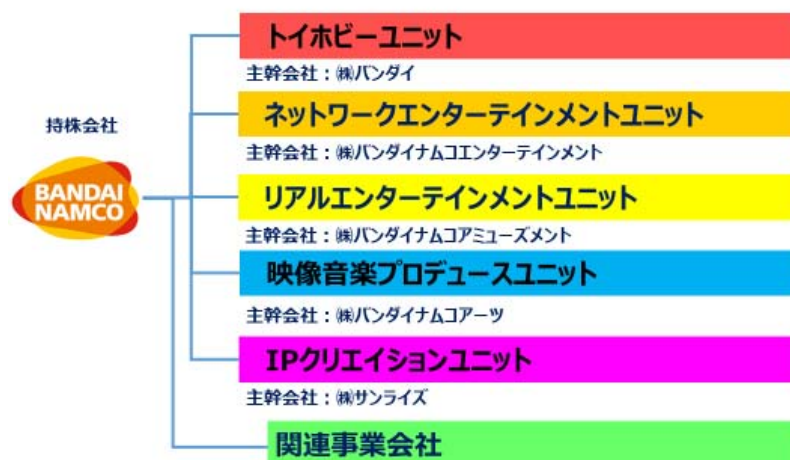 トイホビーユニット
主幹会社：㈱バンダイ
ネットワークエンターテインメントユニット
持株会社
主幹会社：㈱バンダイナムコエンターテインメント
BANDAI
NAMCO
リアルエンターテインメントユニット
主幹会社：㈱バンダイナムコアミューズメント
映像音楽プロデュースユニット
主幹会社：㈱バンダイナムコアーツ
IPクリエイションユニット
主幹会社：㈱サンライズ
関連事業会社